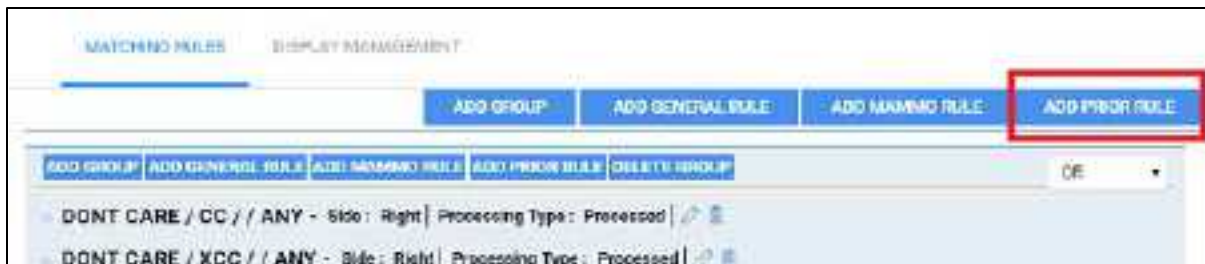 MATCHING RULES DISPLAY MANAGEMENT
ADD GROUP ADD GENERAL RULE ADD MAMMO RULE ADD PRIOR RULE
ADD GROUP ADD GENERAL RULE ADD MAMMO RULE ADD PRIOR RULE DELETE GROUP OR
DONT CARE / CC / / ANY - Side : Right | Processing Type : Processed |
DONT CARE / XCC / / ANY - Side : Right | Processing Type : Processed |